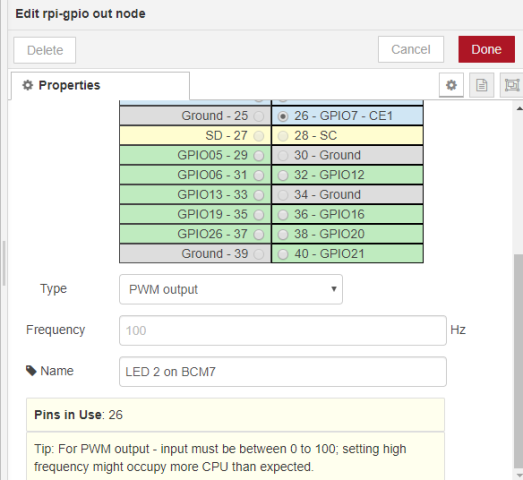 Edit rpi-gpio out node
Delete
Cancel
Done
Properties
Ground - 25 26 - GPIO7 - CE1
SD - 27 28 - SC
GPIO05 - 29 30 - Ground
GPIO06 - 31 32 - GPIO12
GPIO13 - 33 34 - Ground
GPIO19 - 35 36 - GPIO16
GPIO26 - 37 38 - GPIO20
Ground - 39 40 - GPIO21
Type PWM output
Frequency 100 Hz
Name LED 2 on BCM7
Pins in Use: 26
Tip: For PWM output - input must be between 0 to 100; setting high
frequency might occupy more CPU than expected.